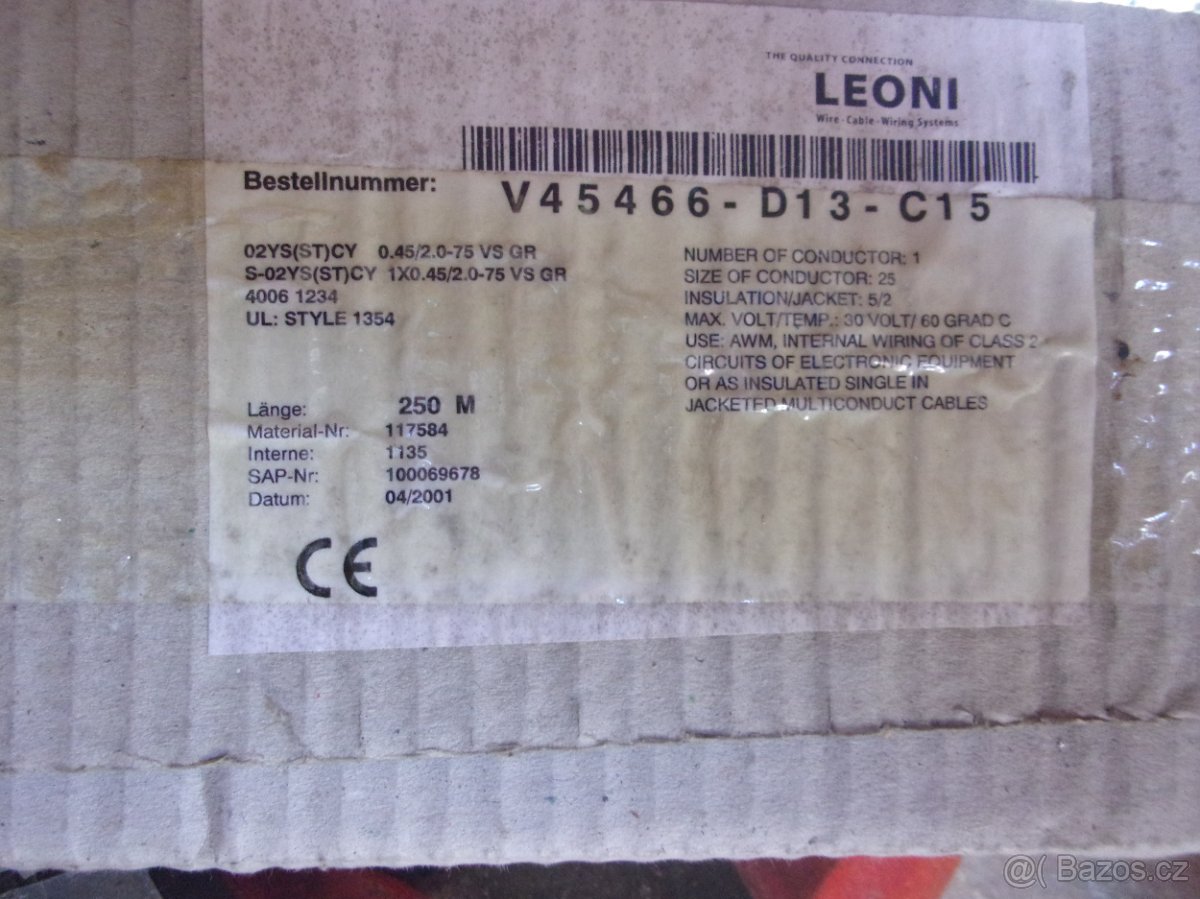 THE QUALITY CONNECTION
LEONI
Wire - Cable - Wiring Systems
Bestellnummer: V45466-D13-C15
02YS(ST)CY 0.45/2.0-75 VS GR
S-02YS(ST)CY 1X0.45/2.0-75 VS GR
4006 1234
UL: STYLE 1354
NUMBER OF CONDUCTOR: 1
SIZE OF CONDUCTOR: 25
INSULATION/JACKET: 5/2
MAX. VOLT/TEMP.: 30 VOLT/ 60 GRAD C
USE: AWM, INTERNAL WIRING OF CLASS 2
CIRCUITS OF ELECTRONIC EQUIPMENT
OR AS INSULATED SINGLE IN
JACKETED MULTICONDUCT CABLES
Länge: 250 M
Material-Nr: 117584
Interne: 1135
SAP-Nr: 100069678
Datum: 04/2001
CE
@( Bazos.cz